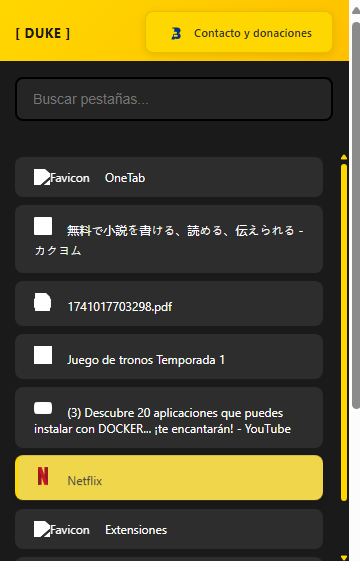 [ DUKE ]
Contacto y donaciones
Buscar pestañas...
Favicon OneTab
無料で小説を書ける、読める、伝えられる -
カクヨム
1741017703298.pdf
Juego de tronos Temporada 1
(3) Descubre 20 aplicaciones que puedes
instalar con DOCKER... ¡te encantarán! - YouTube
Netflix
Favicon Extensiones